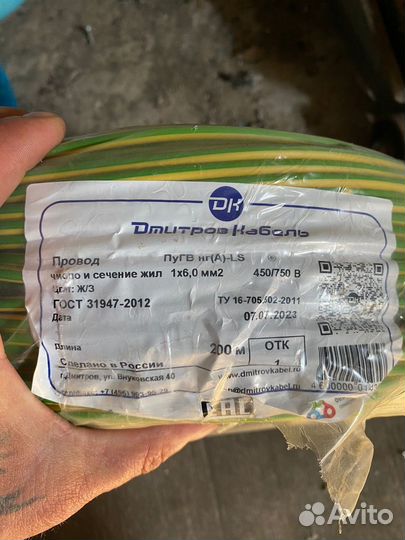 DK
Дмитров Кабель
Провод ПуГВ нг(А)-LS ®
число и сечение жил 1х6,0 мм2 450/750 В
Цвет: Ж/З
ГОСТ 31947-2012 ТУ 16-705.502-2011
Дата 07.07.2023
Длина 200 м ОТК
1
Сделано в России www.dmitrovkabel.ru
г.Дмитров, ул. Внуковская 40 @dmitrovkabel.ru
EAC
Avito